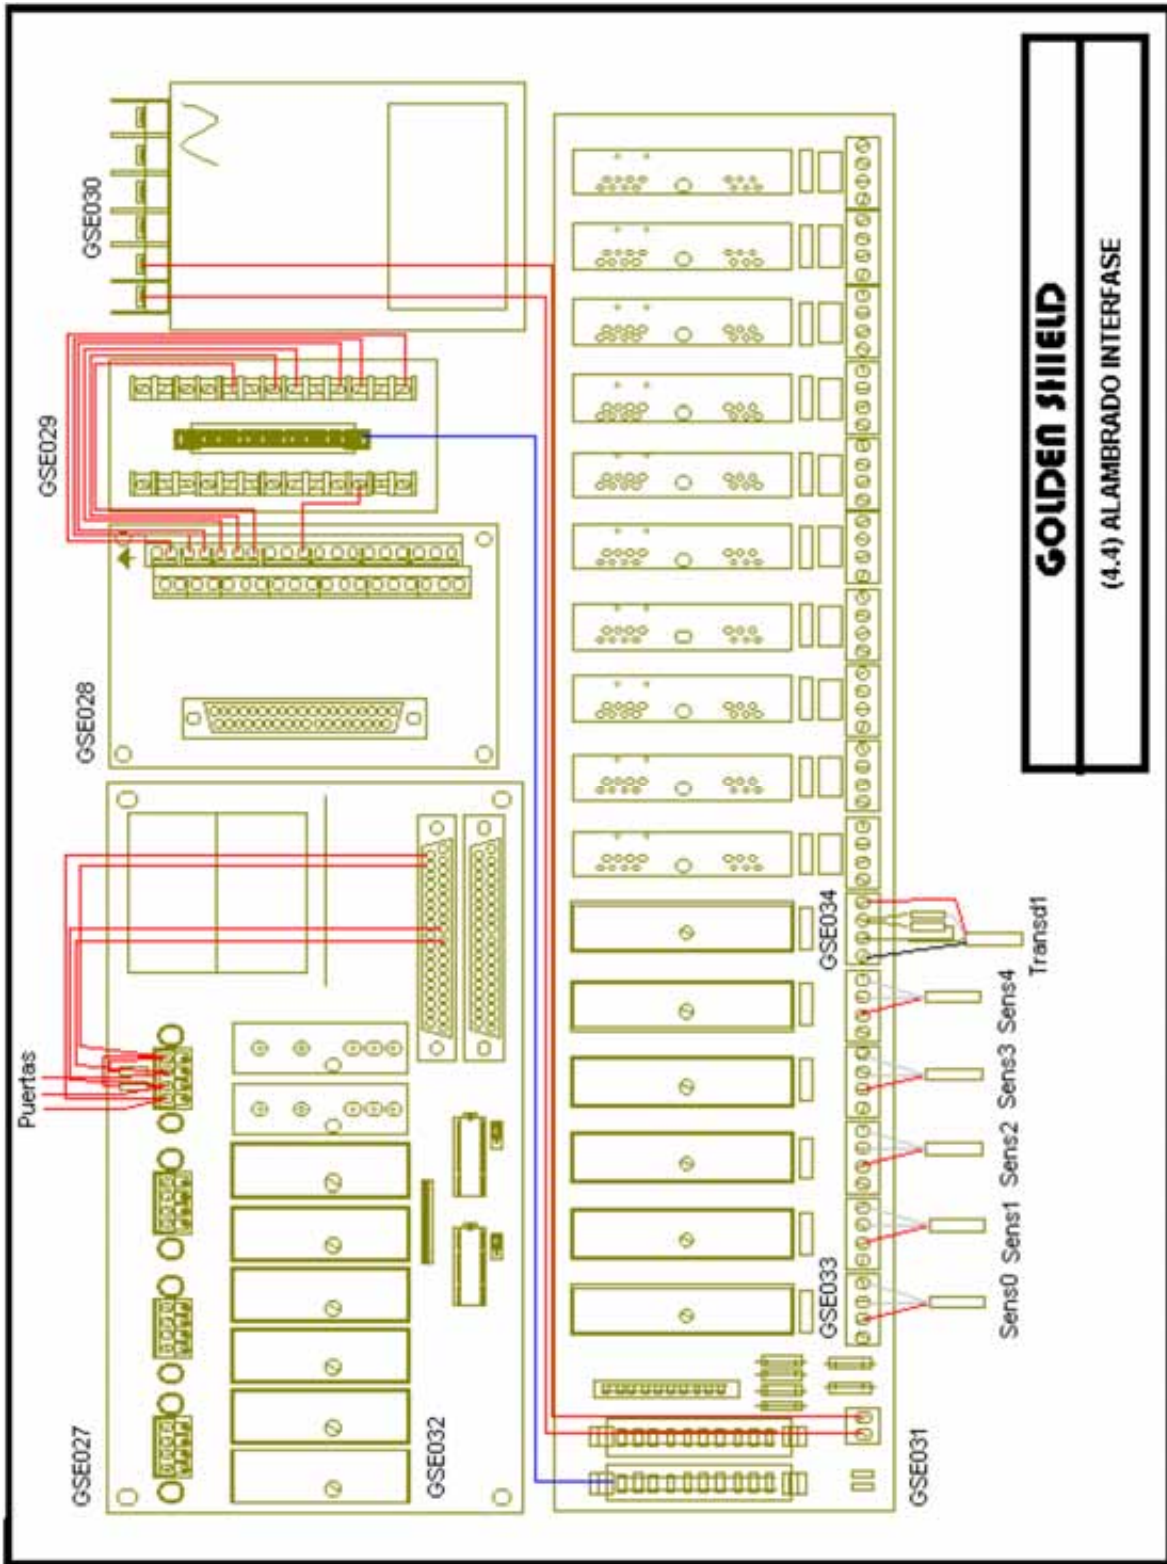 Puertas
GSE027
GSE028
GSE029
GSE030
GSE032
GSE031
GSE033
GSE034
Sens0
Sens1
Sens2
Sens3
Sens4
Transd1
GOLDEN SHIELD
(4.4) ALAMBRADO INTERFASE